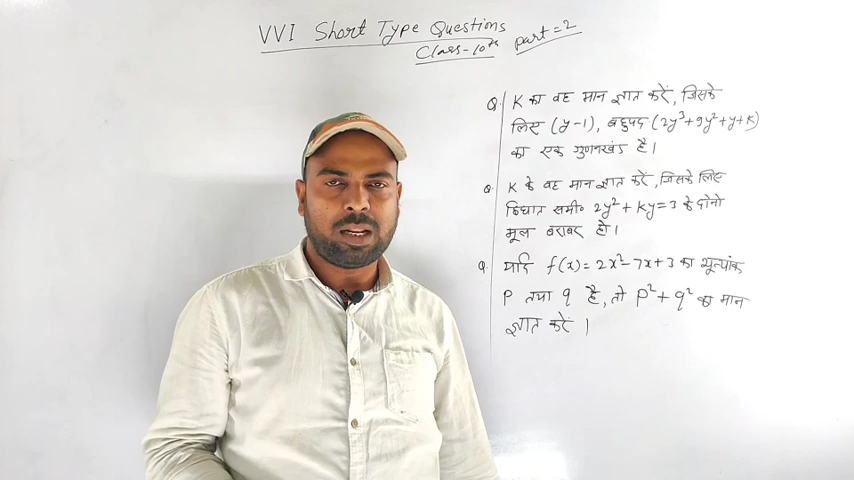 VVI Short Type Questions
Class-10th part=2
Q. K का वह मान ज्ञात करें, जिसके
लिए (y-1), बहुपद (2y³+9y²+y+K)
का एक गुणनखंड है।
Q. K के वह मान ज्ञात करें, जिसके लिए
द्विघात समी० 2y²+Ky=3 के दोनो
मूल बराबर हो।
Q. यदि f(x)=2x²-7x+3 का शून्यांक
p तथा q है, तो p²+q² का मान
ज्ञात करें।